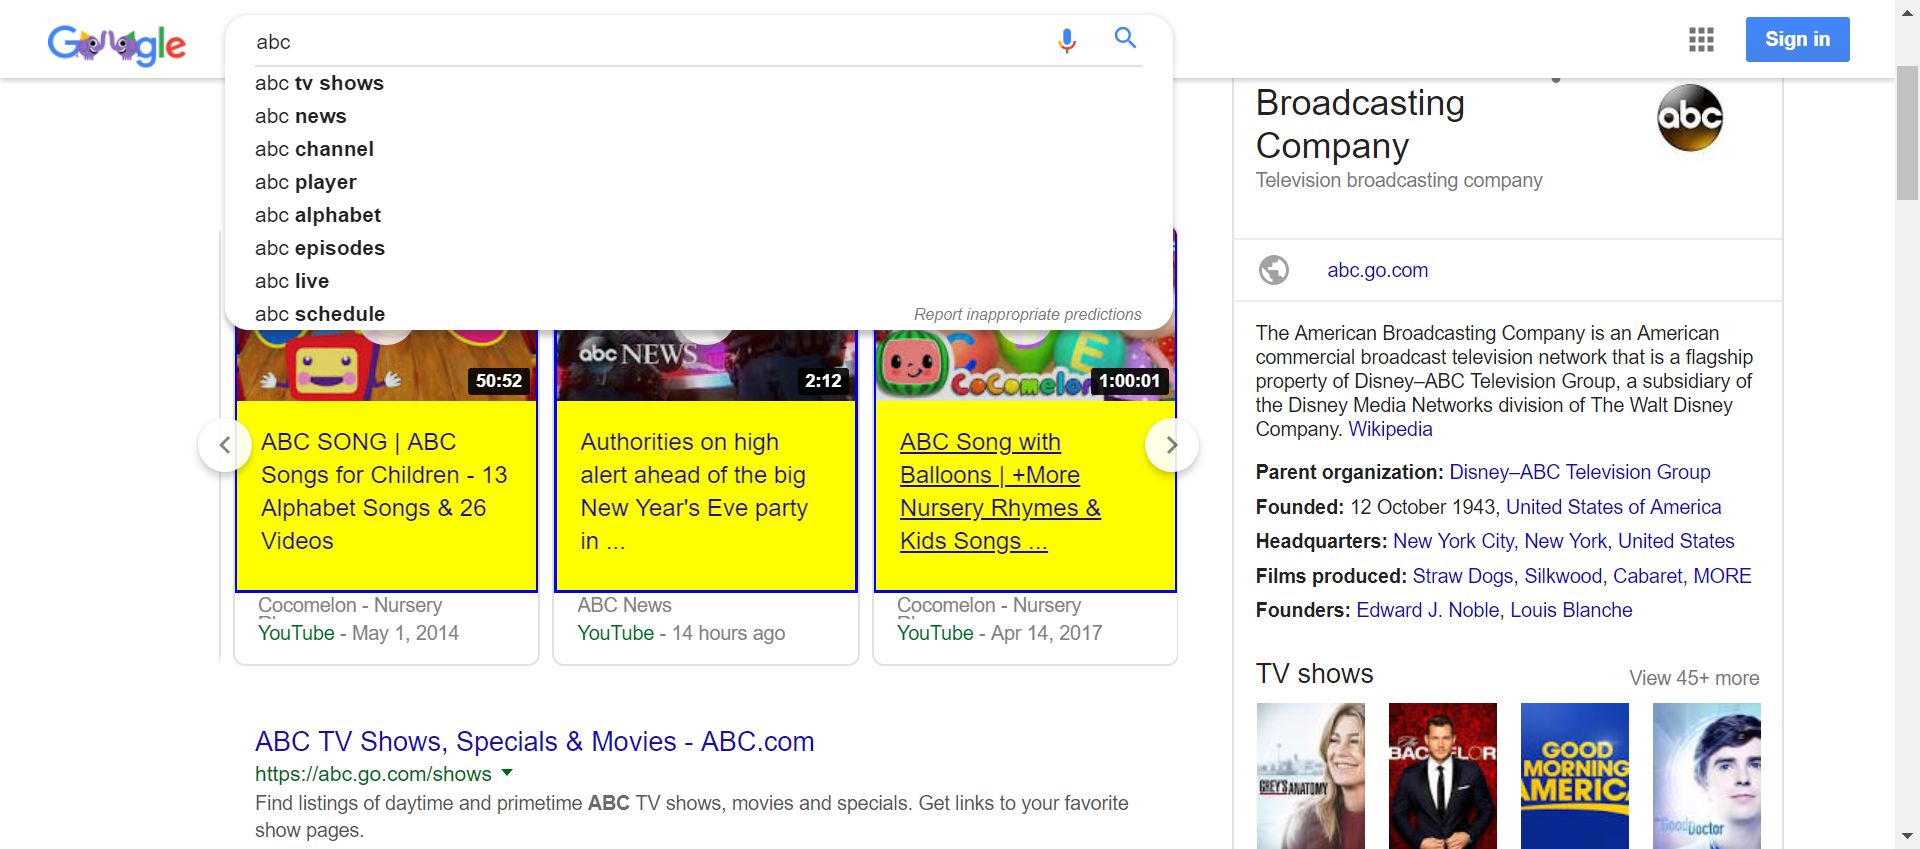 Google
abc
Sign in
abc tv shows
abc news
abc channel
abc player
abc alphabet
abc episodes
abc live
abc schedule
Report inappropriate predictions
50:52
abc NEWS
2:12
CoComelon
1:00:01
ABC SONG | ABC
Songs for Children - 13
Alphabet Songs & 26
Videos
Cocomelon - Nursery
YouTube - May 1, 2014
Authorities on high
alert ahead of the big
New Year's Eve party
in ...
ABC News
YouTube - 14 hours ago
ABC Song with
Balloons | +More
Nursery Rhymes &
Kids Songs ...
Cocomelon - Nursery
YouTube - Apr 14, 2017
ABC TV Shows, Specials & Movies - ABC.com
https://abc.go.com/shows
Find listings of daytime and primetime ABC TV shows, movies and specials. Get links to your favorite
show pages.
Broadcasting
Company
Television broadcasting company
abc
abc.go.com
The American Broadcasting Company is an American
commercial broadcast television network that is a flagship
property of Disney–ABC Television Group, a subsidiary of
the Disney Media Networks division of The Walt Disney
Company. Wikipedia
Parent organization: Disney–ABC Television Group
Founded: 12 October 1943, United States of America
Headquarters: New York City, New York, United States
Films produced: Straw Dogs, Silkwood, Cabaret, MORE
Founders: Edward J. Noble, Louis Blanche
TV shows
View 45+ more
GREY'S ANATOMY
The
BACHELOR
GOOD
MORNING
AMERICA
the Good Doctor